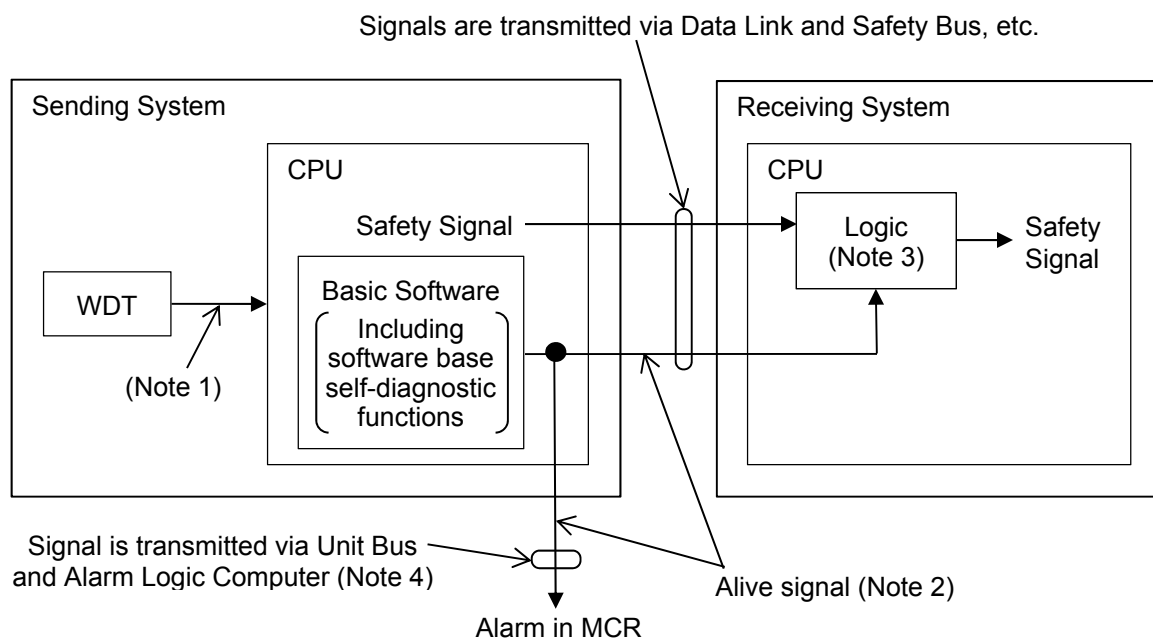 Signals are transmitted via Data Link and Safety Bus, etc.
Sending System
Receiving System
CPU
CPU
Safety Signal
Logic
(Note 3)
Safety
Signal
WDT
Basic Software
Including
software base
self-diagnostic
functions
(Note 1)
Signal is transmitted via Unit Bus
and Alarm Logic Computer (Note 4)
Alive signal (Note 2)
Alarm in MCR